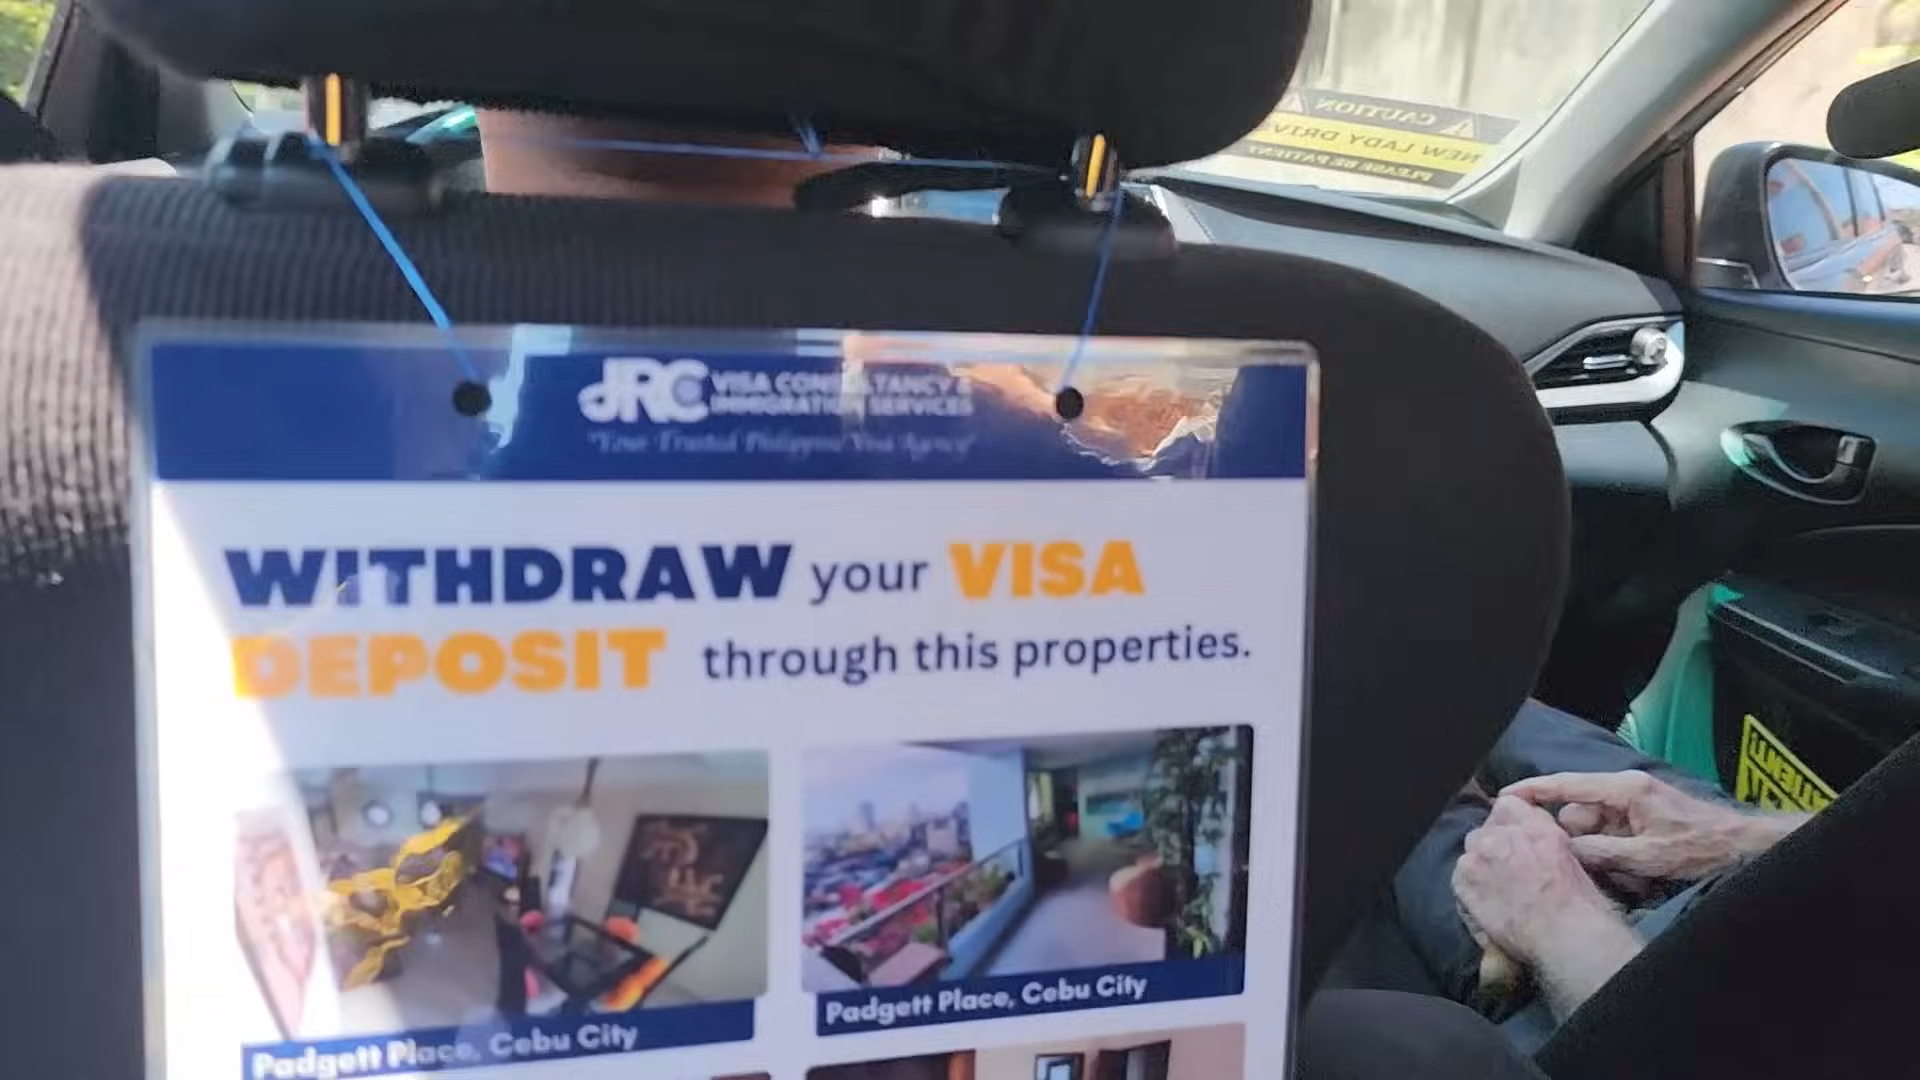 CAUTION
NEW LADY DRIV
PLEASE BE PATIENT
JRC VISA CONSULTANCY &
IMMIGRATION SERVICES
"Your Trusted Philippine Visa Agency"
WITHDRAW your VISA
DEPOSIT through this properties.
Padgett Place, Cebu City
Padgett Place, Cebu City